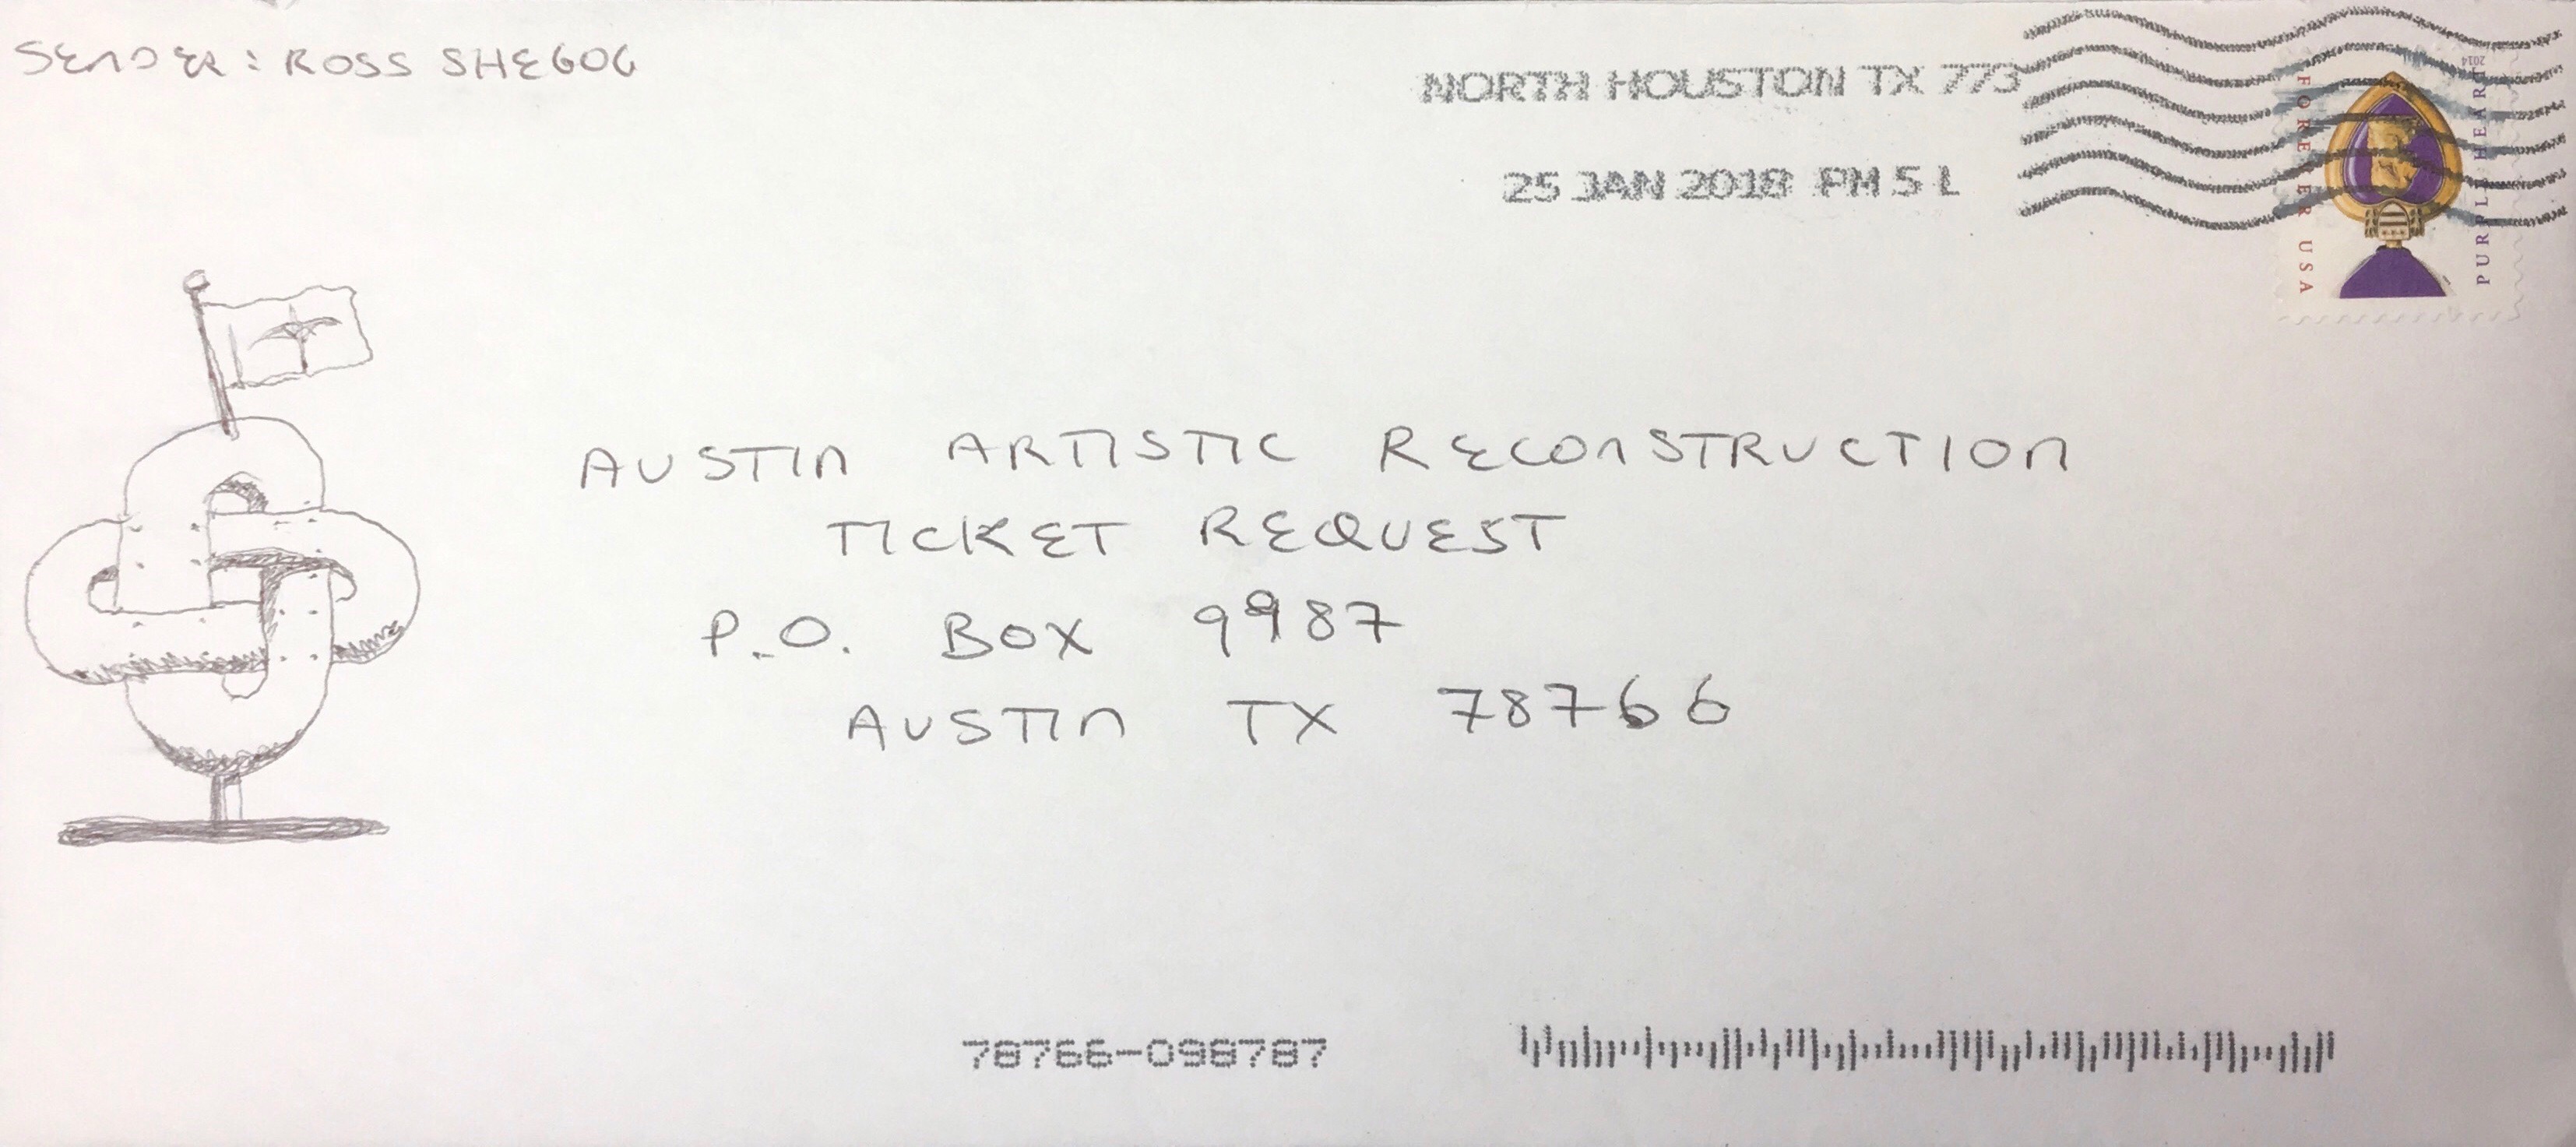 SENDER: ROSS SHEGOG
NORTH HOUSTON TX 773
25 JAN 2018 PM 5 L
FOREVER USA
PURPLE HEART
2014
AUSTIN ARTISTIC RECONSTRUCTION
TICKET REQUEST
P.O. BOX 9987
AUSTIN TX 78766
78766-098787